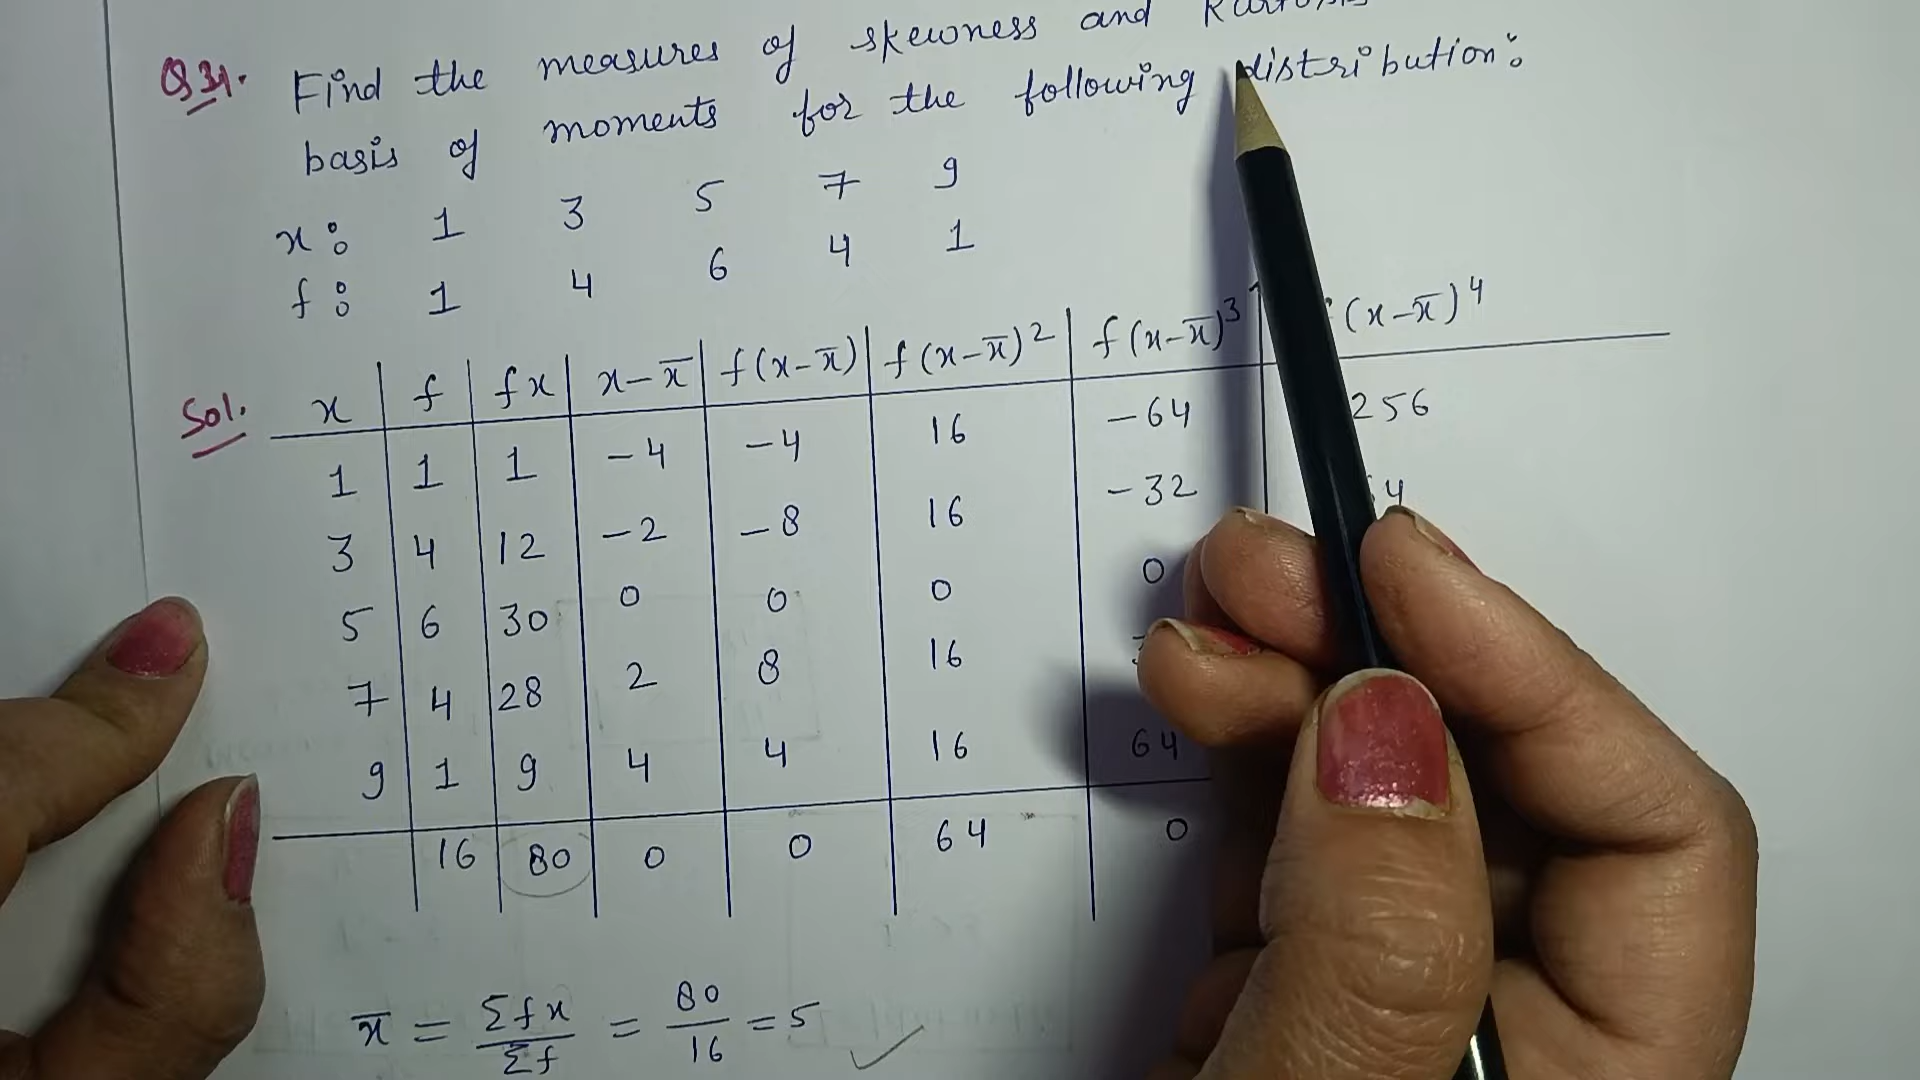 Q 31. Find the measures of skewness and
basis of moments for the following distribution:
x: 1 3 5 7 9
f: 1 4 6 4 1
Sol. x f fx x-x̄ f(x-x̄) f(x-x̄)² f(x-x̄)³ (x-x̄)⁴
1 1 1 -4 -4 16 -64 256
3 4 12 -2 -8 16 -32
5 6 30 0 0 0 0
7 4 28 2 8 16
9 1 9 4 4 16 64
16 80 0 0 64 0
x̄ = Σfx/Σf = 80/16 = 5